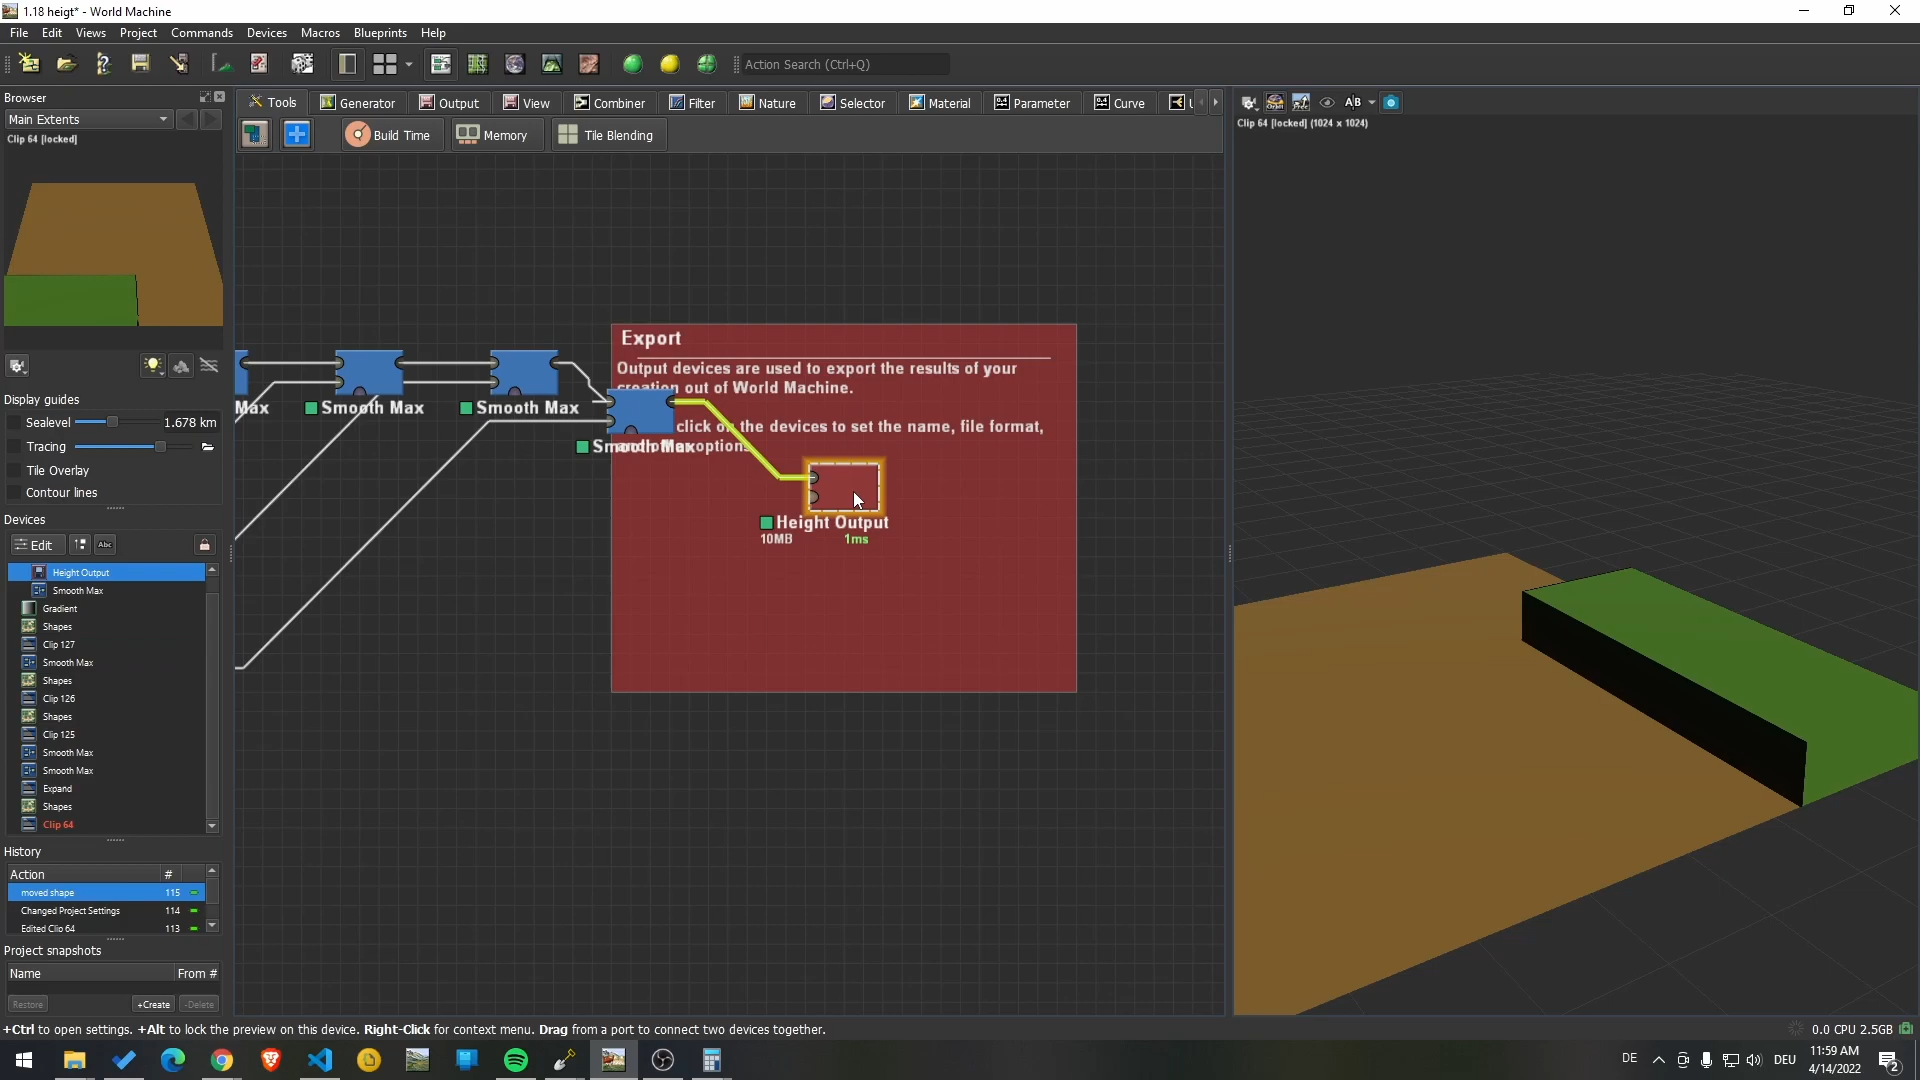 1.18 heigt* - World Machine
File Edit Views Project Commands Devices Macros Blueprints Help
Action Search (Ctrl+Q)
Browser
Main Extents
Clip 64 [locked]
Display guides
Sealevel 1.678 km
Tracing
Tile Overlay
Contour lines
Devices
Edit Abc
Height Output
Smooth Max
Gradient
Shapes
Clip 127
Smooth Max
Shapes
Clip 126
Shapes
Clip 125
Smooth Max
Smooth Max
Expand
Shapes
Clip 64
History
Action #
moved shape 115
Changed Project Settings 114
Edited Clip 64 113
Project snapshots
Name From #
Restore +Create -Delete
Tools Generator Output View Combiner Filter Nature Selector Material Parameter Curve
Build Time Memory Tile Blending
Export
Output devices are used to export the results of your
creation out of World Machine.
click on the devices to set the name, file format,
options
Max
Smooth Max
Smooth Max
Smooth Max
Height Output
10MB 1ms
AB
Clip 64 [locked] (1024 x 1024)
+Ctrl to open settings. +Alt to lock the preview on this device. Right-Click for context menu. Drag from a port to connect two devices together.
0.0 CPU 2.5GB
DE DEU
11:59 AM
4/14/2022
2